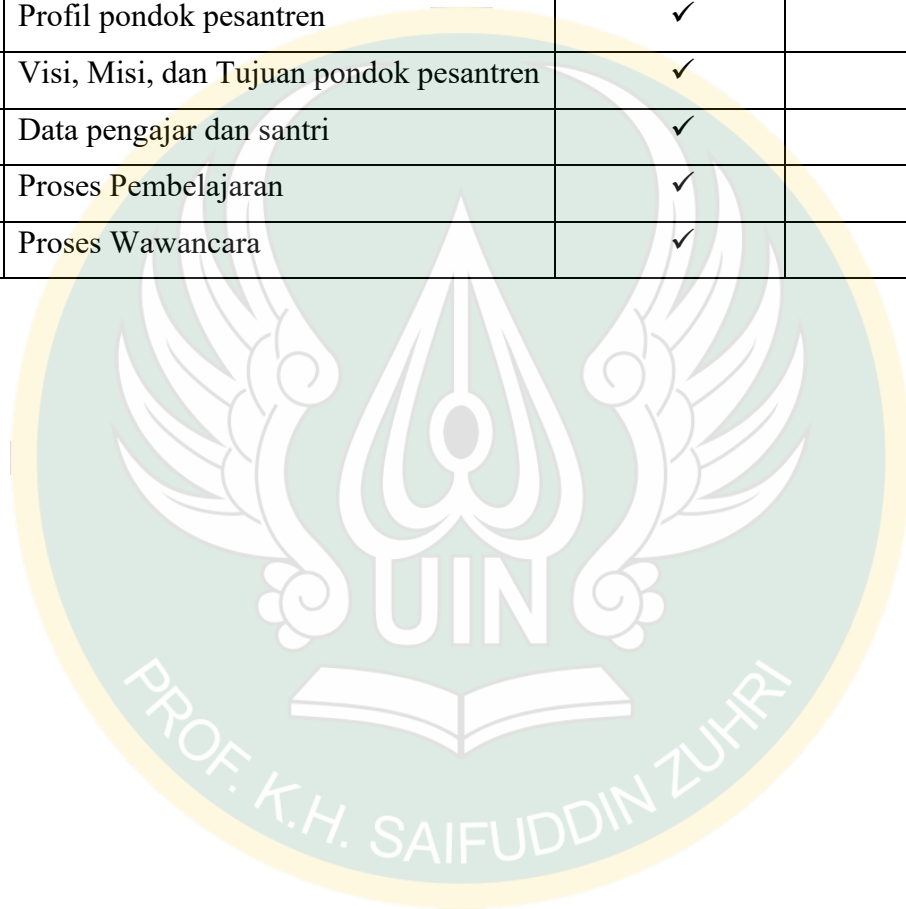 Profil pondok pesantren ✓
Visi, Misi, dan Tujuan pondok pesantren ✓
Data pengajar dan santri ✓
Proses Pembelajaran ✓
Proses Wawancara ✓
UIN
PROF. K.H. SAIFUDDIN ZUHRI